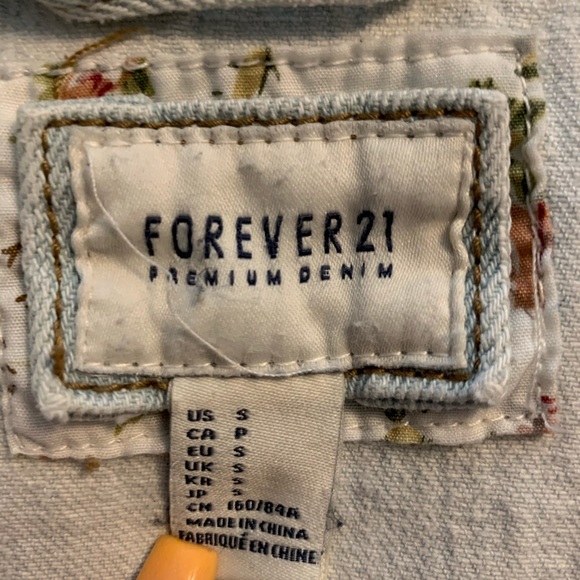 FOREVER 21
PREMIUM DENIM
US S
CA P
EU S
UK S
KR S
JP S
CN 160/84A
MADE IN CHINA
FABRIQUÉ EN CHINE